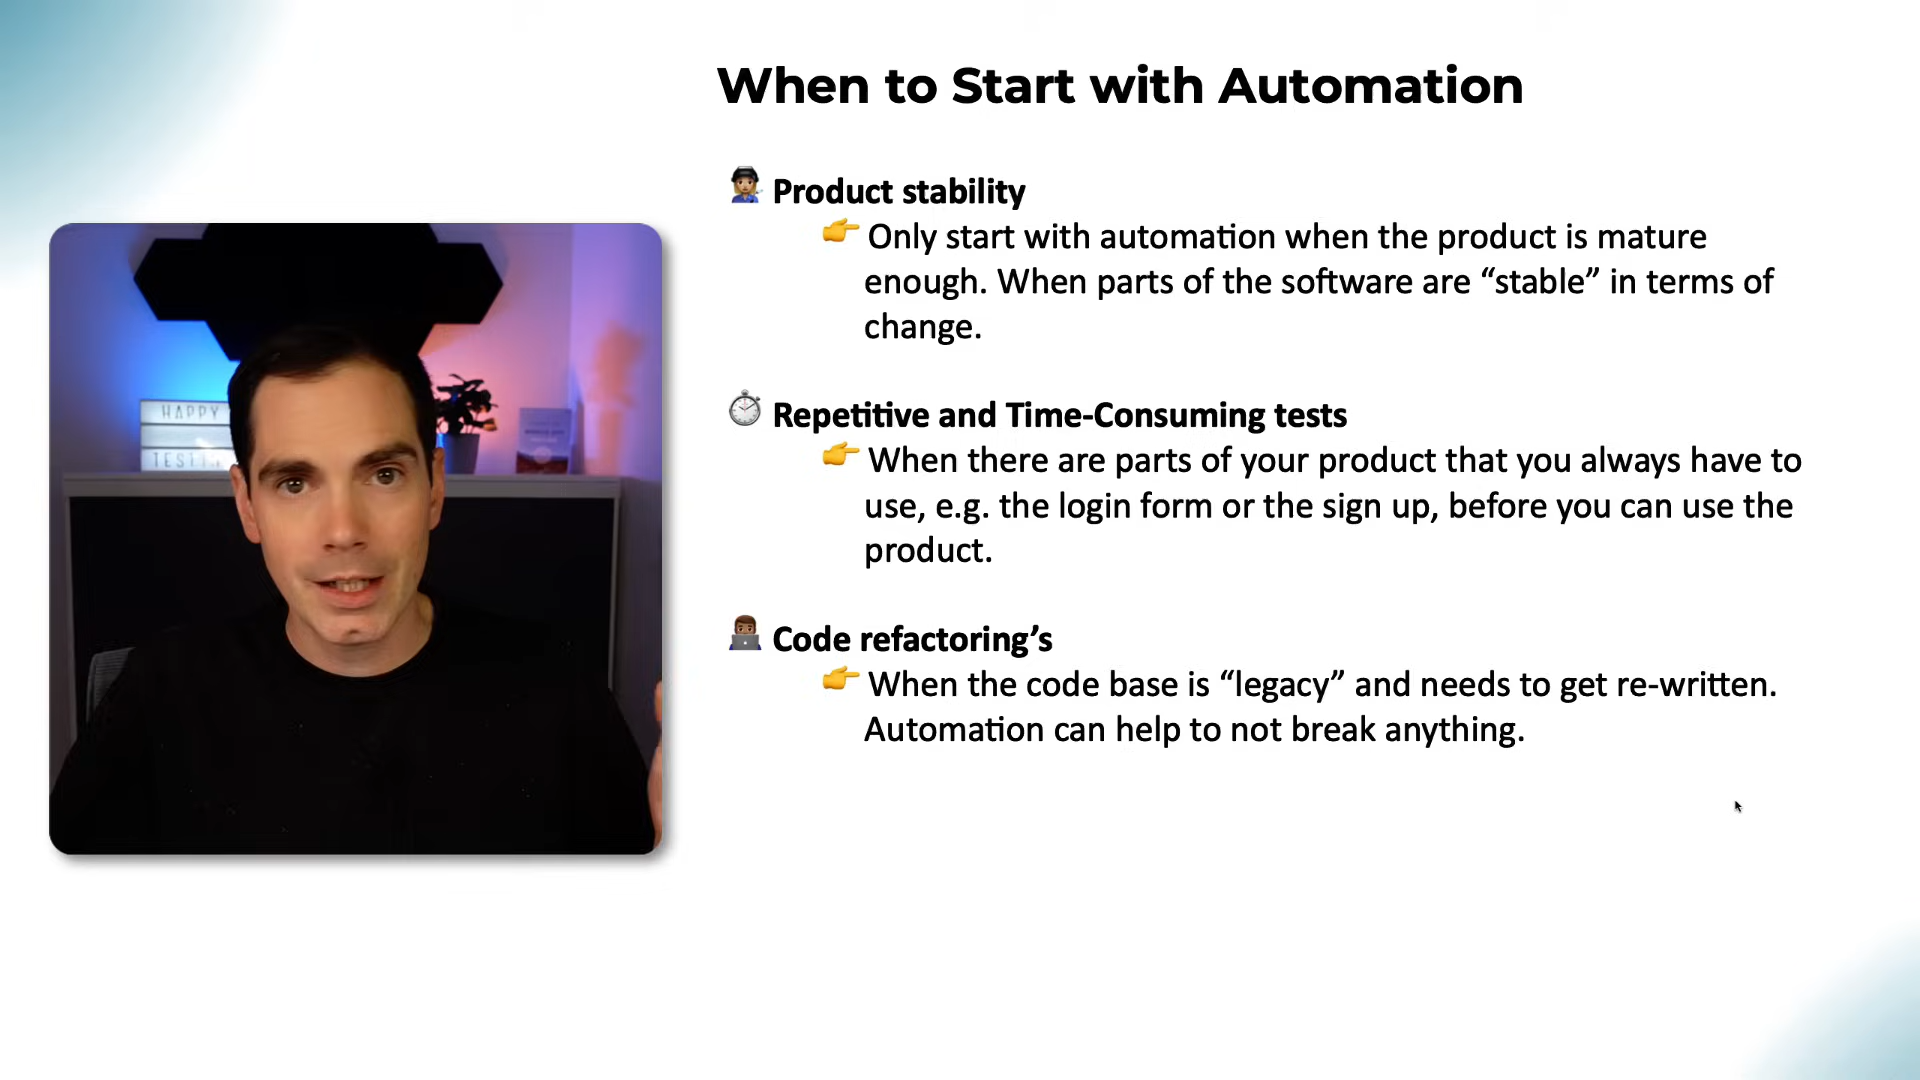 When to Start with Automation
Product stability
Only start with automation when the product is mature
enough. When parts of the software are “stable” in terms of
change.
Repetitive and Time-Consuming tests
When there are parts of your product that you always have to
use, e.g. the login form or the sign up, before you can use the
product.
Code refactoring’s
When the code base is “legacy” and needs to get re-written.
Automation can help to not break anything.
HAPPY